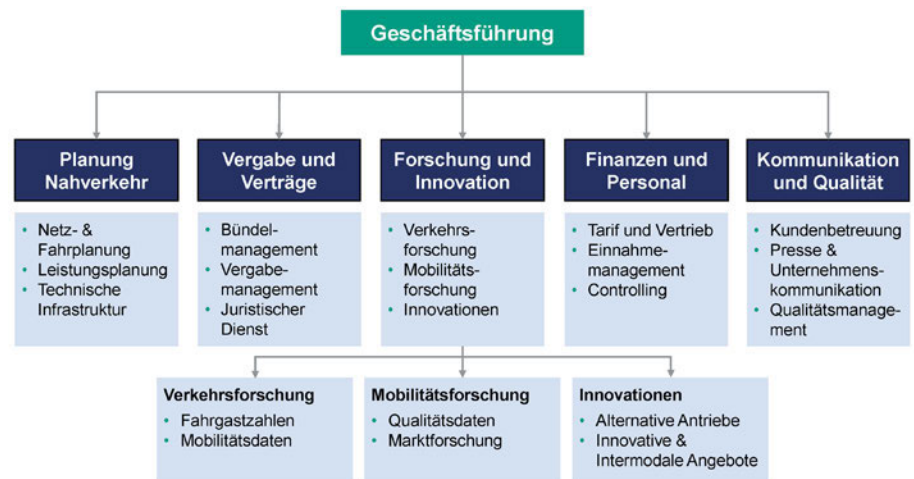 Geschäftsführung
Planung
Nahverkehr
Vergabe und
Verträge
Forschung und
Innovation
Finanzen und
Personal
Kommunikation
und Qualität
• Netz- &
Fahrplanung
• Leistungsplanung
• Technische
Infrastruktur
• Bündel-
management
• Vergabe-
management
• Juristischer
Dienst
• Verkehrs-
forschung
• Mobilitäts-
forschung
• Innovationen
• Tarif und Vertrieb
• Einnahme-
management
• Controlling
• Kundenbetreuung
• Presse &
Unternehmens-
kommunikation
• Qualitätsmanage-
ment
Verkehrsforschung
• Fahrgastzahlen
• Mobilitätsdaten
Mobilitätsforschung
• Qualitätsdaten
• Marktforschung
Innovationen
• Alternative Antriebe
• Innovative &
Intermodale Angebote